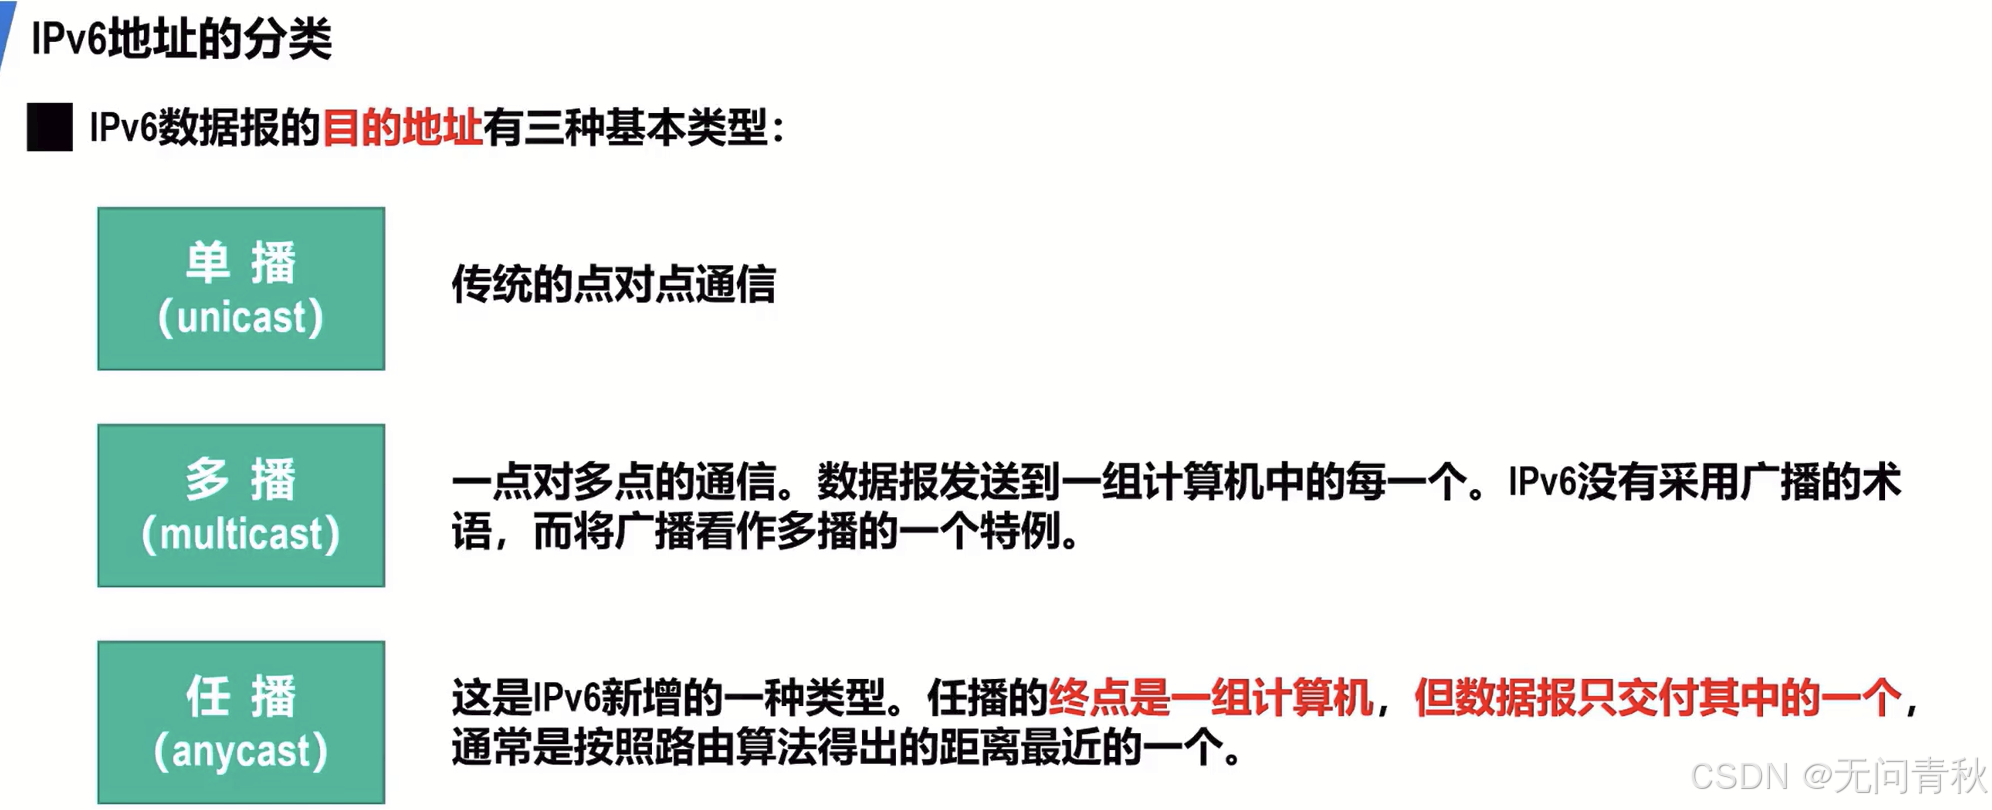 IPv6地址的分类
IPv6数据报的目的地址有三种基本类型：
单 播
(unicast)
传统的点对点通信
多 播
(multicast)
一点对多点的通信。数据报发送到一组计算机中的每一个。IPv6没有采用广播的术
语，而将广播看作多播的一个特例。
任 播
(anycast)
这是IPv6新增的一种类型。任播的终点是一组计算机，但数据报只交付其中的一个，
通常是按照路由算法得出的距离最近的一个。
CSDN @无问青秋